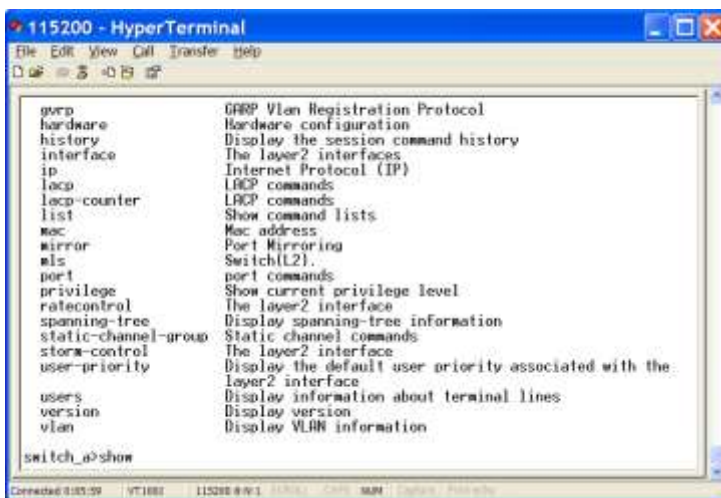 115200 - HyperTerminal
File Edit View Call Transfer Help
gvrp GARP Vlan Registration Protocol
hardware Hardware configuration
history Display the session command history
interface The layer2 interfaces
ip Internet Protocol (IP)
lacp LACP commands
lacp-counter LACP commands
list Show command lists
mac Mac address
mirror Port Mirroring
mls Switch(L2).
port port commands
privilege Show current privilege level
ratecontrol The layer2 interface
spanning-tree Display spanning-tree information
static-channel-group Static channel commands
storm-control The layer2 interface
user-priority Display the default user priority associated with the
layer2 interface
users Display information about terminal lines
version Display version
vlan Display VLAN information
switch_a>show
Connected 0:05:59 115200 8-N-1 SCROLL CAPS NUM Capture Print echo